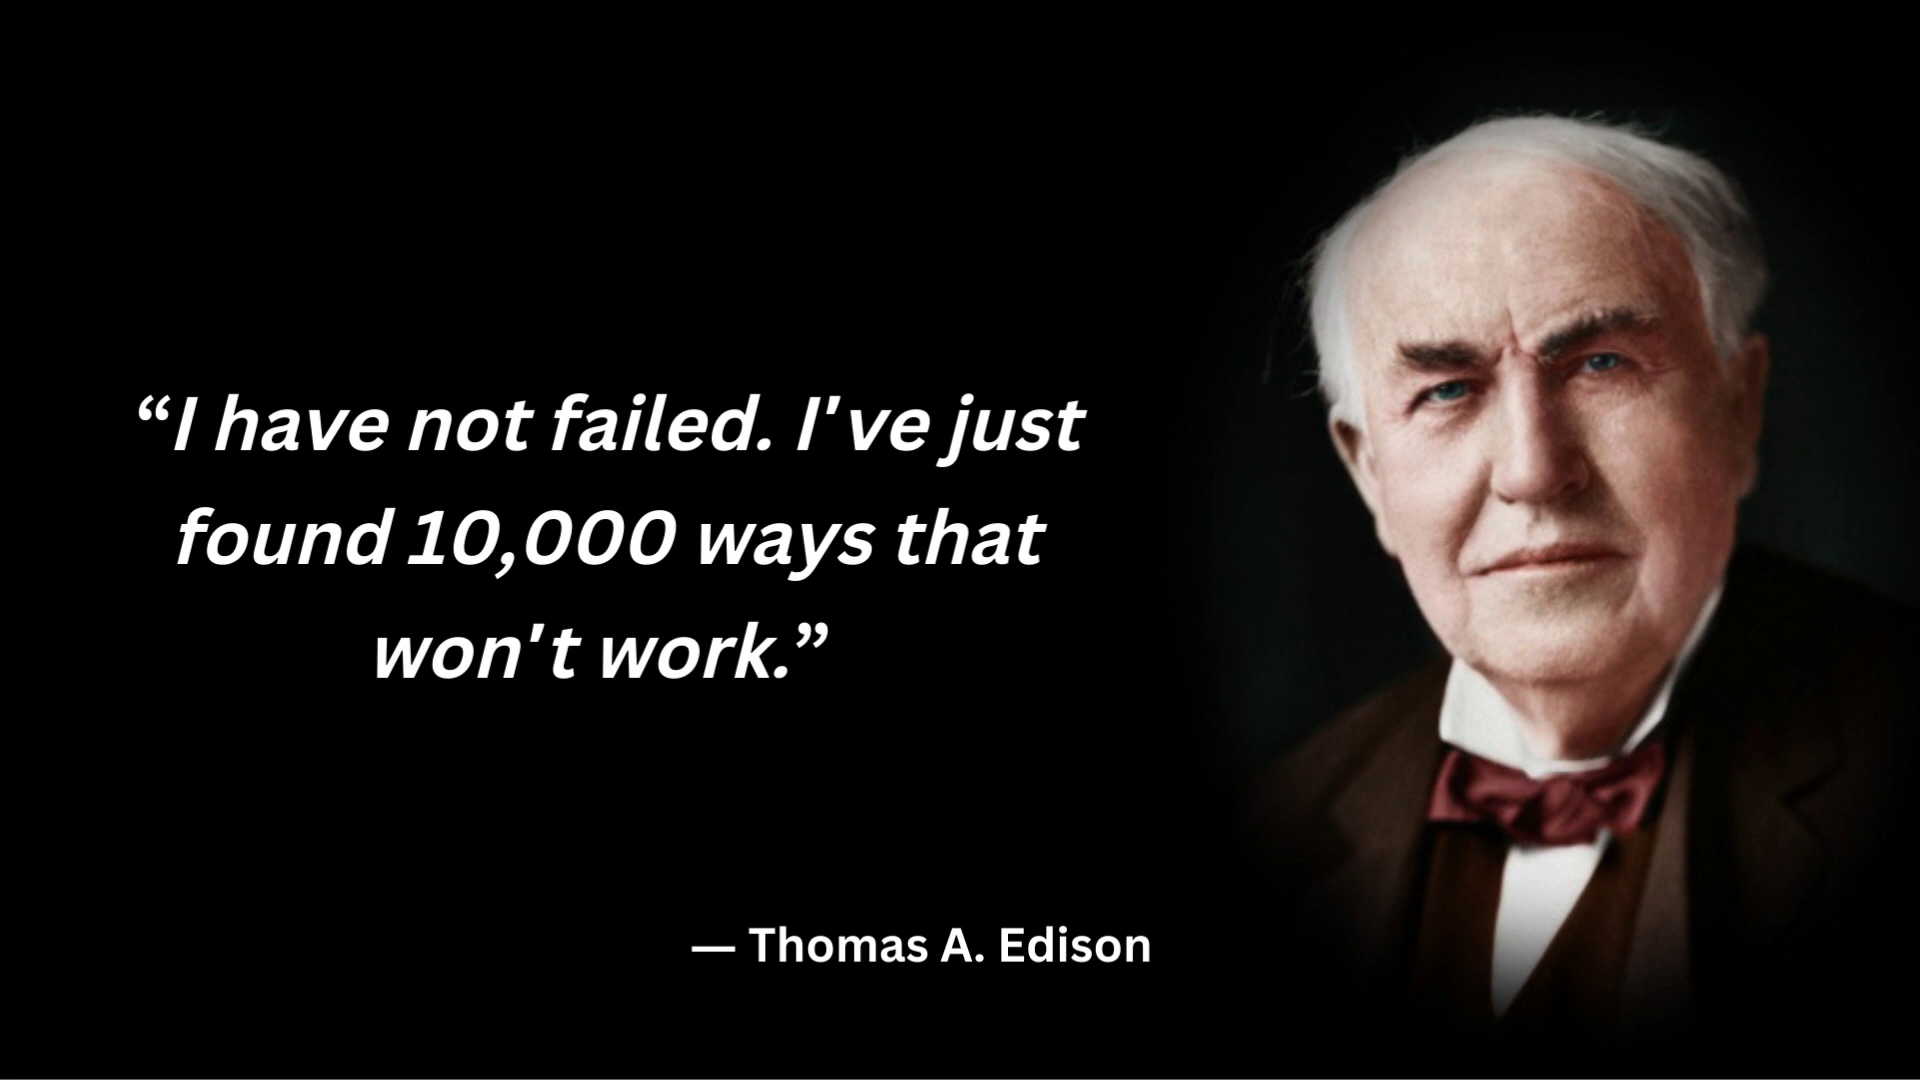 “I have not failed. I've just
found 10,000 ways that
won't work.”
— Thomas A. Edison